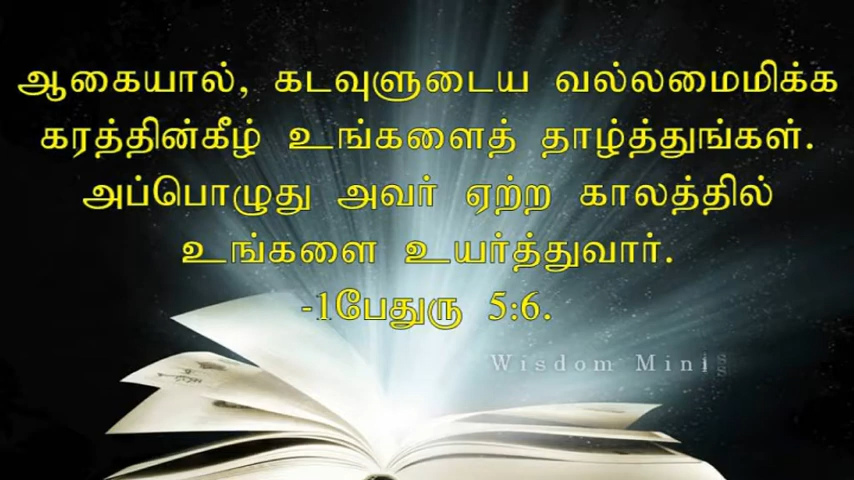 ஆகையால், கடவுளுடைய வல்லமைமிக்க
கரத்தின்கீழ் உங்களைத் தாழ்த்துங்கள்.
அப்பொழுது அவர் ஏற்ற காலத்தில்
உங்களை உயர்த்துவார்.
-1பேதுரு 5:6.
Wisdom Minis